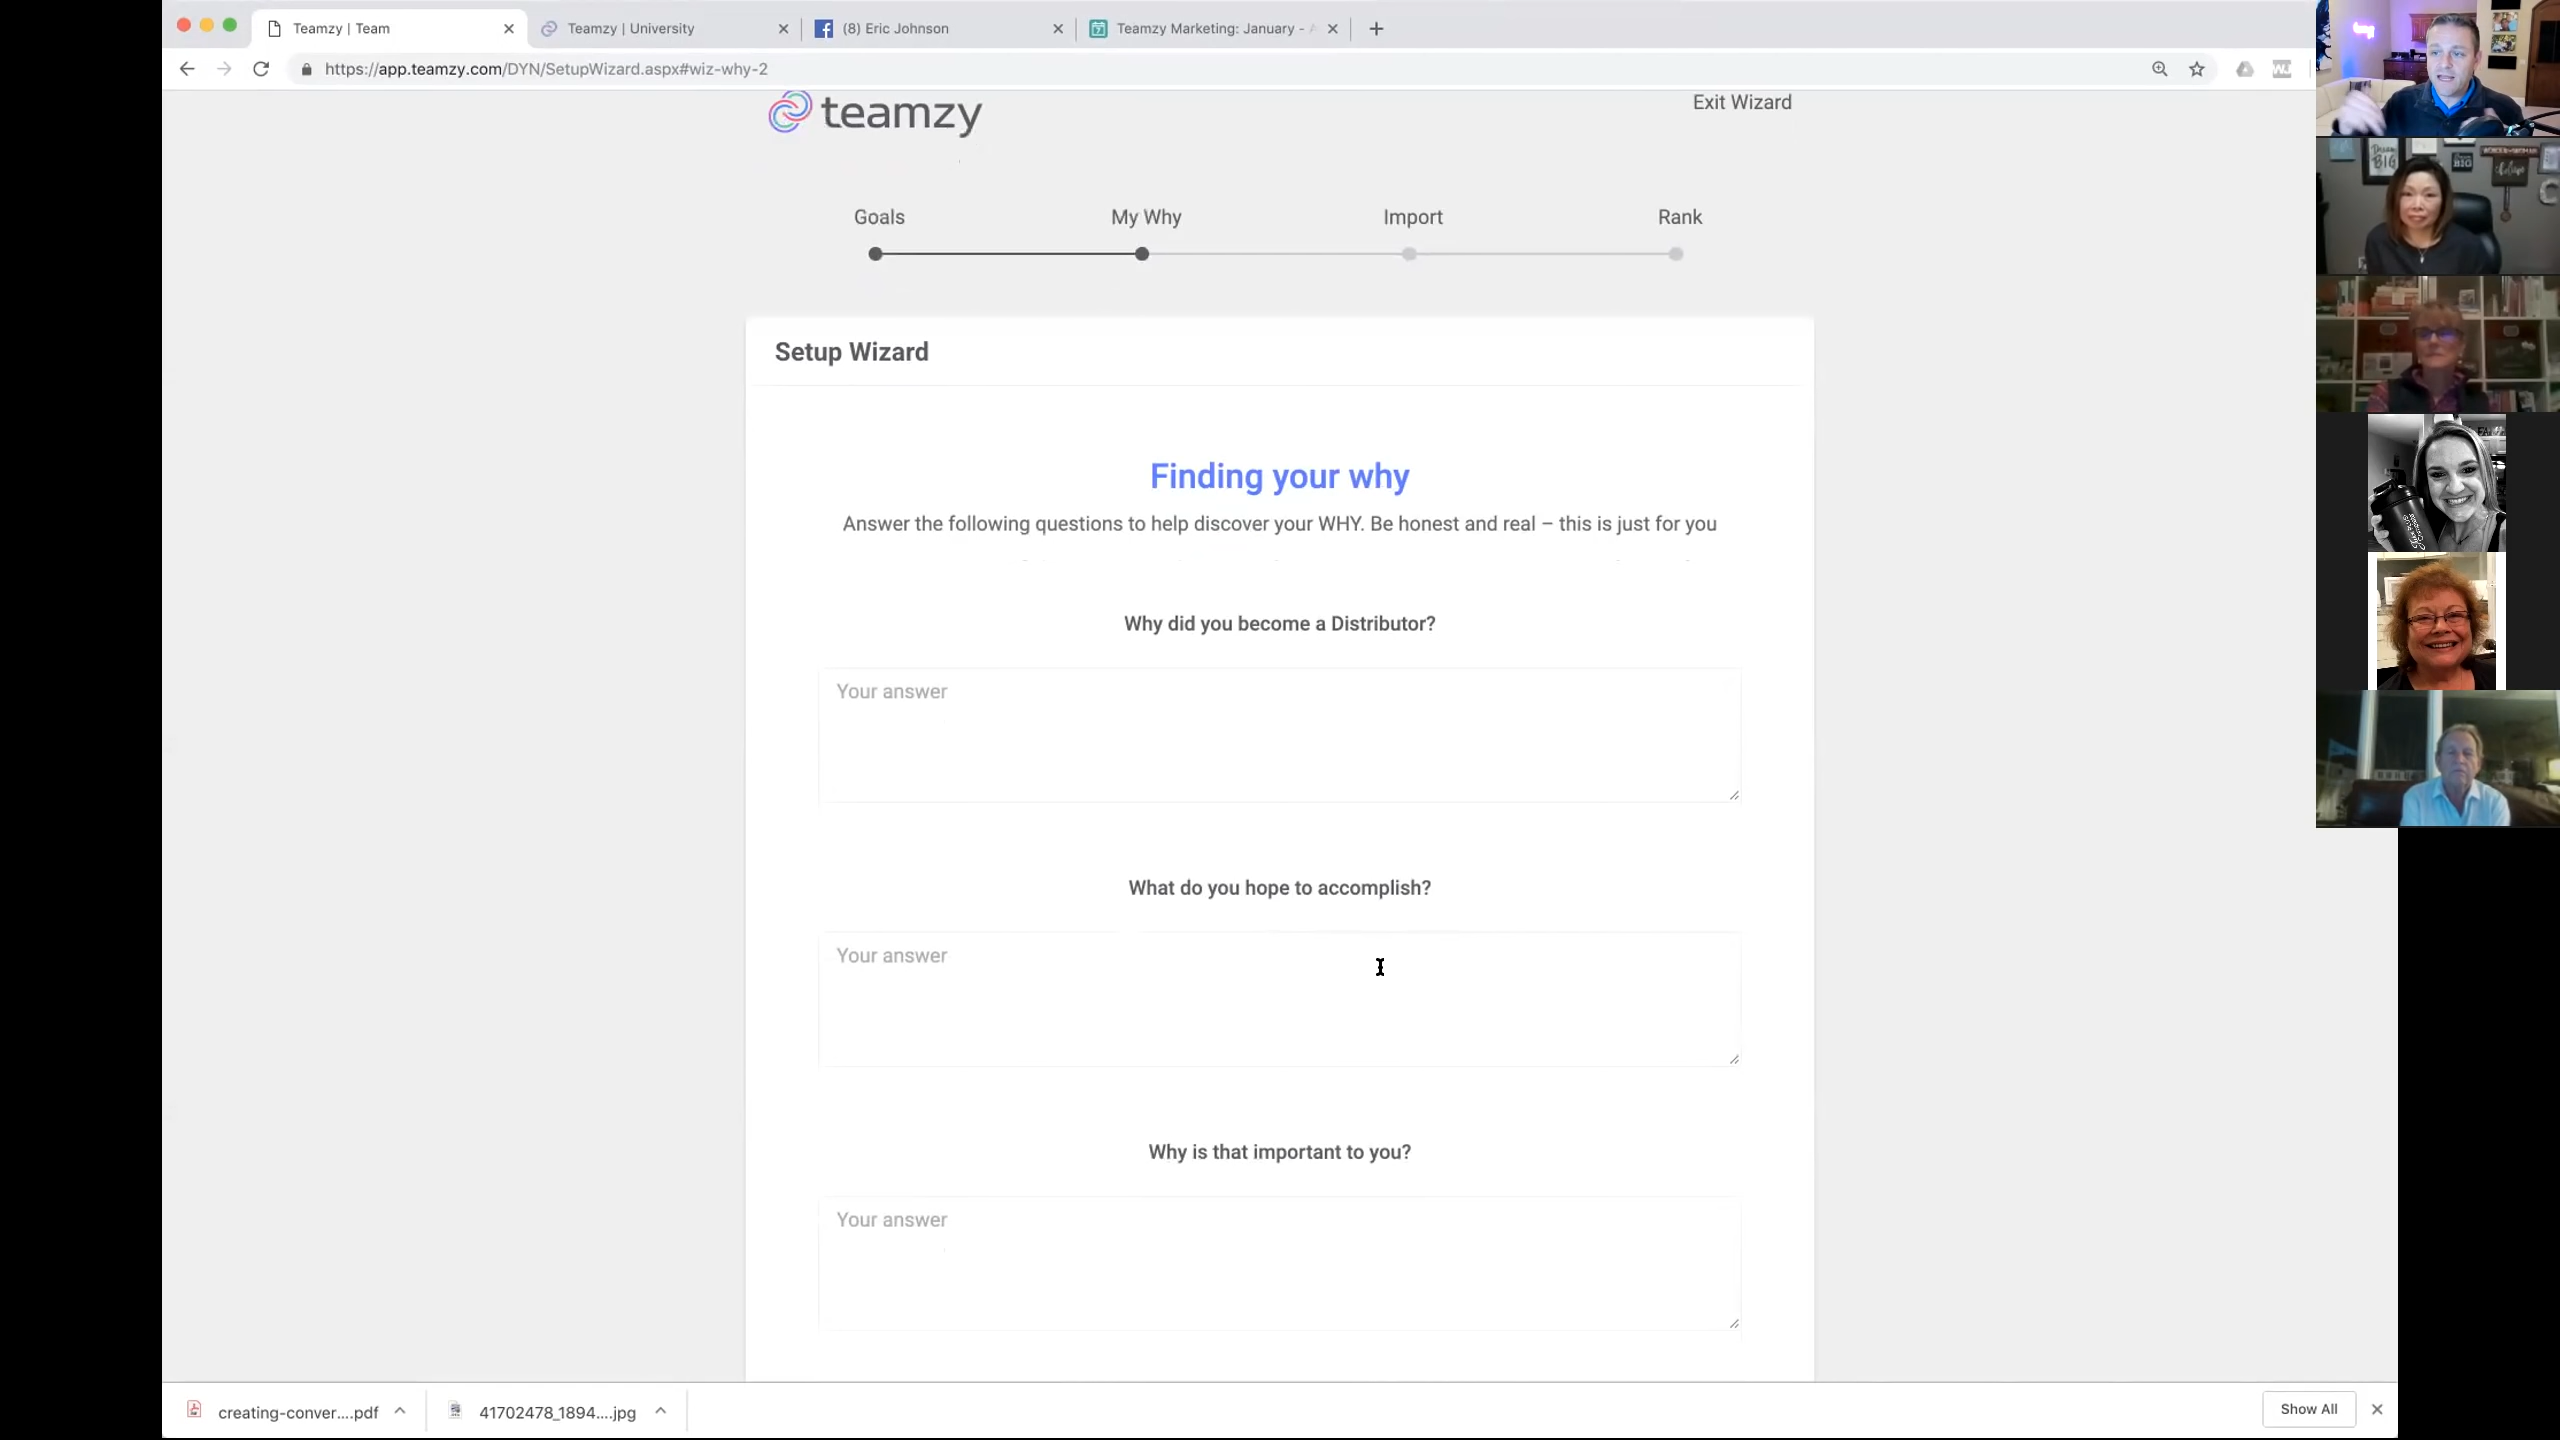 Teamzy | Team
Teamzy | University
(8) Eric Johnson
Teamzy Marketing: January -
https://app.teamzy.com/DYN/SetupWizard.aspx#wiz-why-2
teamzy
Exit Wizard
Goals
My Why
Import
Rank
Setup Wizard
Finding your why
Answer the following questions to help discover your WHY. Be honest and real – this is just for you
Why did you become a Distributor?
Your answer
What do you hope to accomplish?
Your answer
Why is that important to you?
Your answer
creating-conver....pdf
41702478_1894....jpg
Show All
Dream
BIG